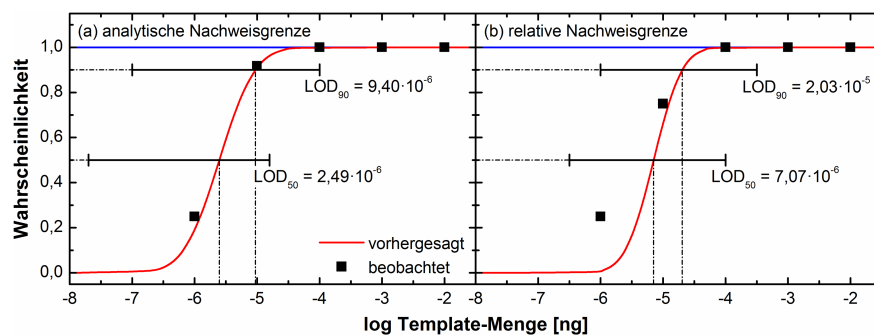 (a) analytische Nachweisgrenze
(b) relative Nachweisgrenze
Wahrscheinlichkeit
1,0
0,8
0,6
0,4
0,2
0,0
LOD90 = 9,40·10-6
LOD50 = 2,49·10-6
LOD90 = 2,03·10-5
LOD50 = 7,07·10-6
vorhergesagt
beobachtet
-8 -7 -6 -5 -4 -3 -2 -8 -7 -6 -5 -4 -3 -2 -1
log Template-Menge [ng]